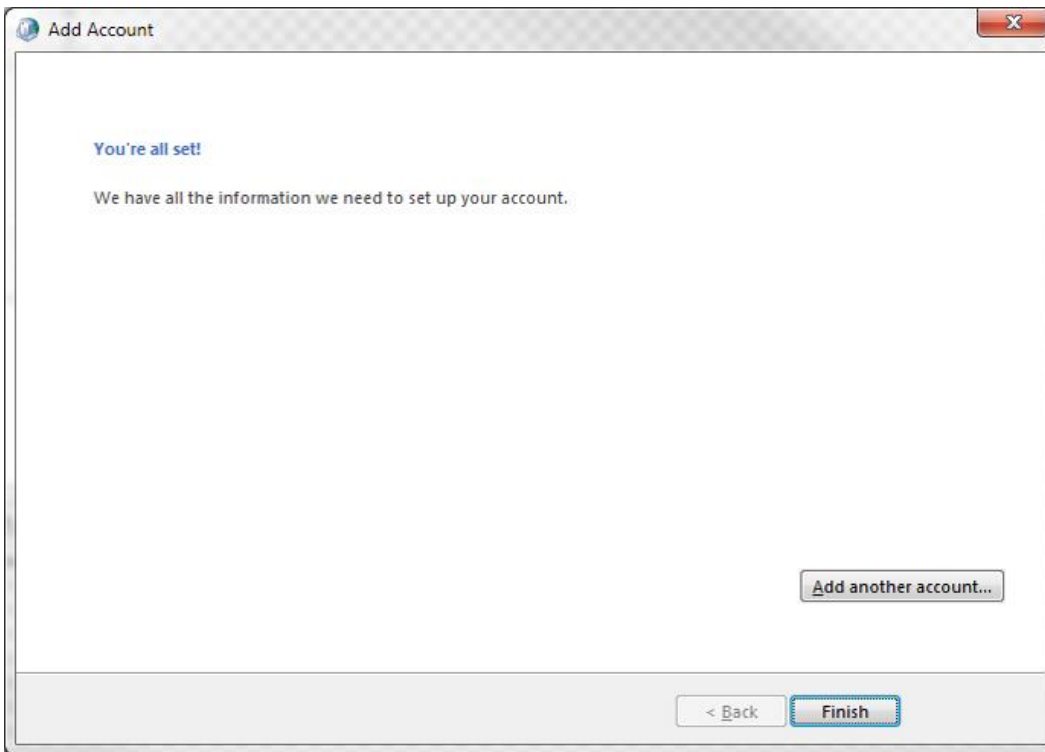 Add Account
You're all set!
We have all the information we need to set up your account.
Add another account...
< Back
Finish